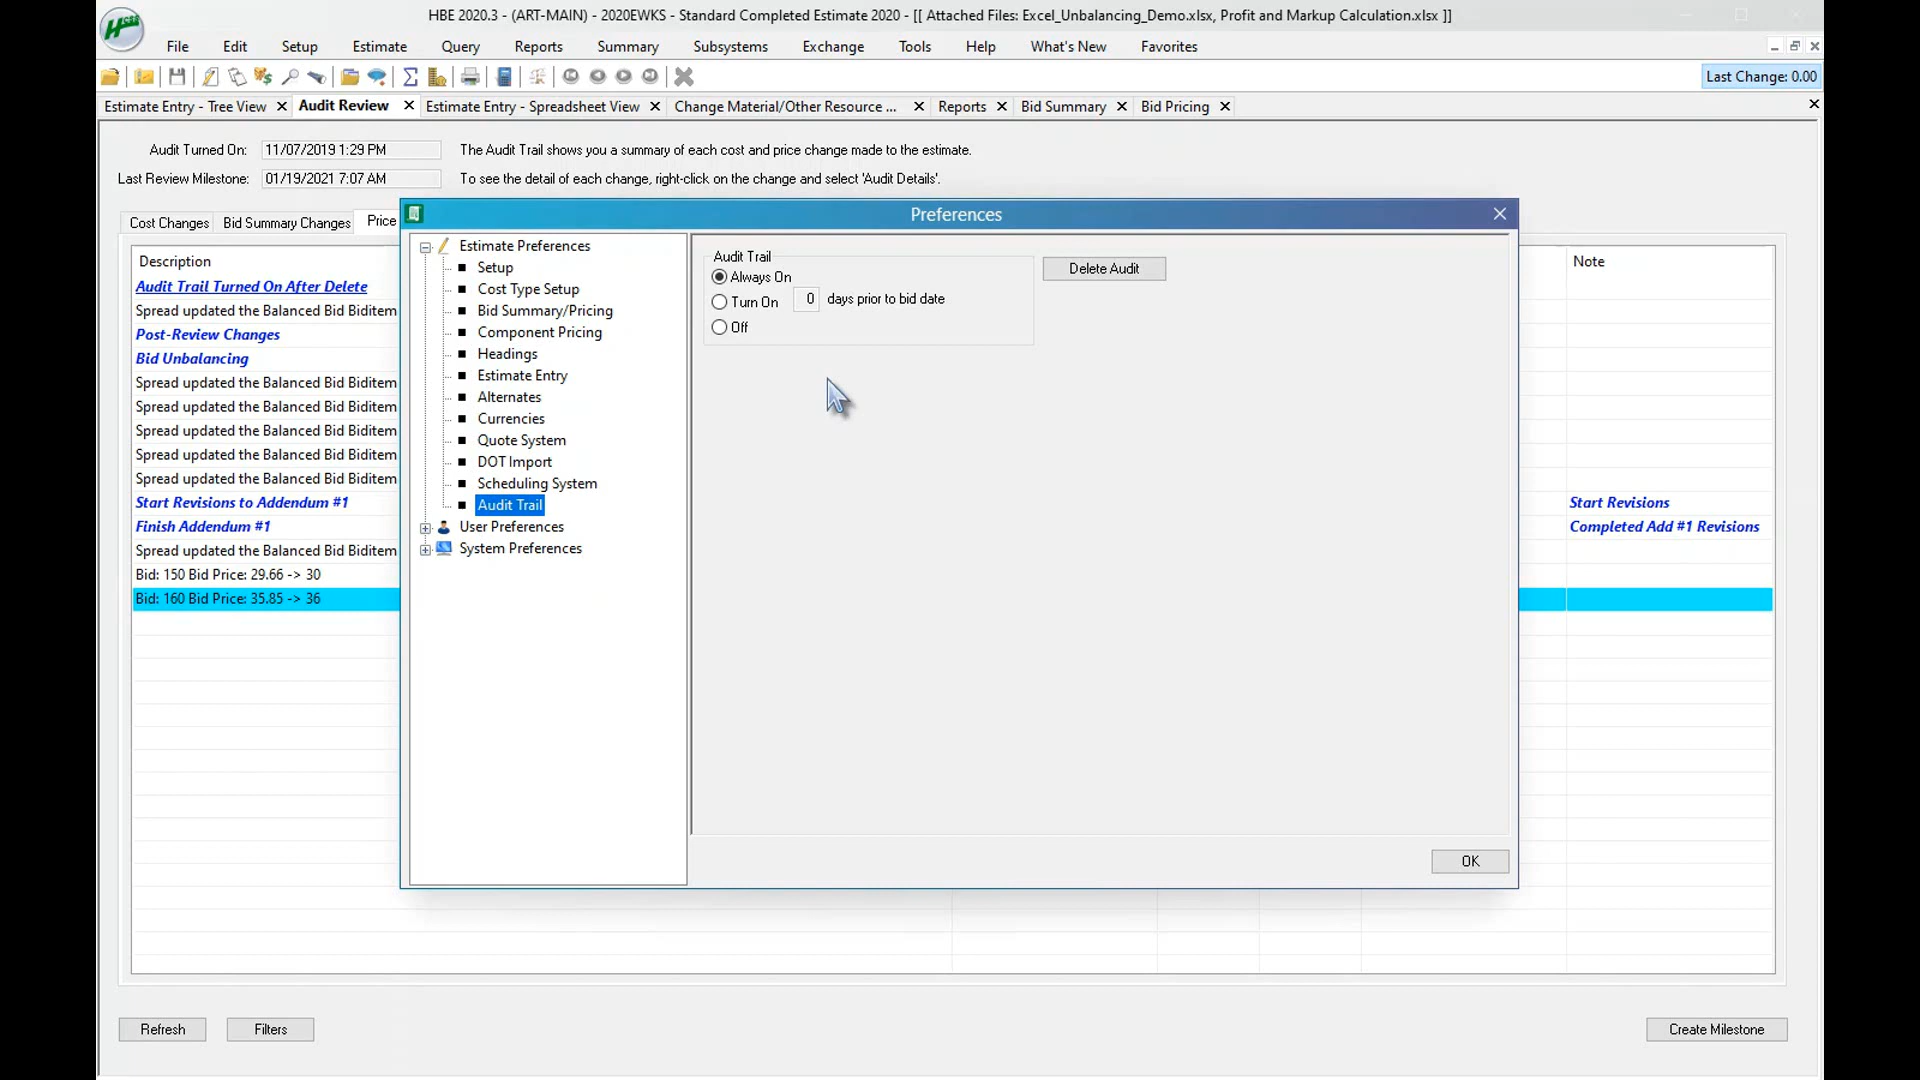 HBE 2020.3 - (ART-MAIN) - 2020EWKS - Standard Completed Estimate 2020 - [[ Attached Files: Excel_Unbalancing_Demo.xlsx, Profit and Markup Calculation.xlsx ]]
File Edit Setup Estimate Query Reports Summary Subsystems Exchange Tools Help What's New Favorites
Last Change: 0.00
Estimate Entry - Tree View Audit Review Estimate Entry - Spreadsheet View Change Material/Other Resource ... Reports Bid Summary Bid Pricing
Audit Turned On: 11/07/2019 1:29 PM The Audit Trail shows you a summary of each cost and price change made to the estimate.
Last Review Milestone: 01/19/2021 7:07 AM To see the detail of each change, right-click on the change and select 'Audit Details'.
Cost Changes Bid Summary Changes Price
Description
Note
Audit Trail Turned On After Delete
Spread updated the Balanced Bid Biditem
Post-Review Changes
Bid Unbalancing
Spread updated the Balanced Bid Biditem
Spread updated the Balanced Bid Biditem
Spread updated the Balanced Bid Biditem
Spread updated the Balanced Bid Biditem
Spread updated the Balanced Bid Biditem
Start Revisions to Addendum #1 Start Revisions
Finish Addendum #1 Completed Add #1 Revisions
Spread updated the Balanced Bid Biditem
Bid: 150 Bid Price: 29.66 -> 30
Bid: 160 Bid Price: 35.85 -> 36
Preferences
Estimate Preferences
Setup
Cost Type Setup
Bid Summary/Pricing
Component Pricing
Headings
Estimate Entry
Alternates
Currencies
Quote System
DOT Import
Scheduling System
Audit Trail
User Preferences
System Preferences
Audit Trail
Always On
Turn On 0 days prior to bid date
Off
Delete Audit
OK
Refresh Filters Create Milestone